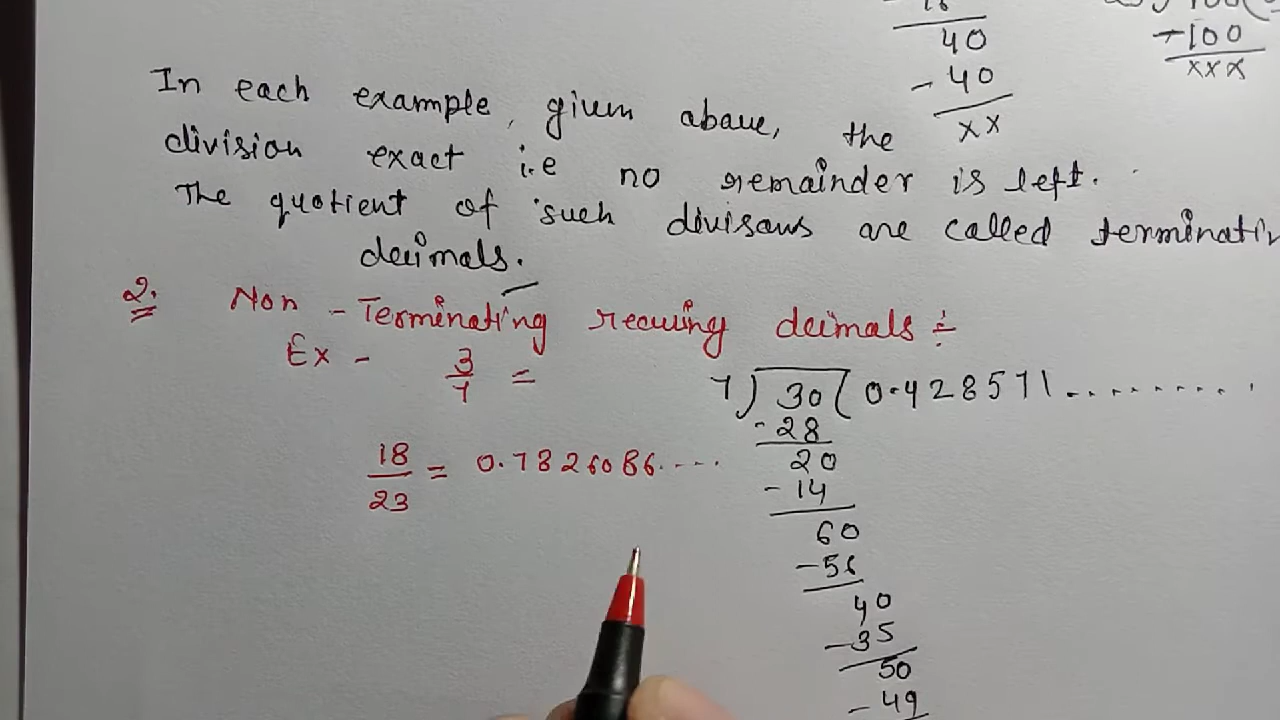 40
-100
- 40
xxx
xx
In each example, given above, the
division exact i.e no remainder is left.
The quotient of such divisons are called terminatin
decimals.
2. Non - Terminating recuring decimals ÷
Ex - 3/7 =
7) 30 ( 0.428571.........
-28
18/23 = 0.7826086.....
20
- 14
60
-56
40
-35
50
- 49